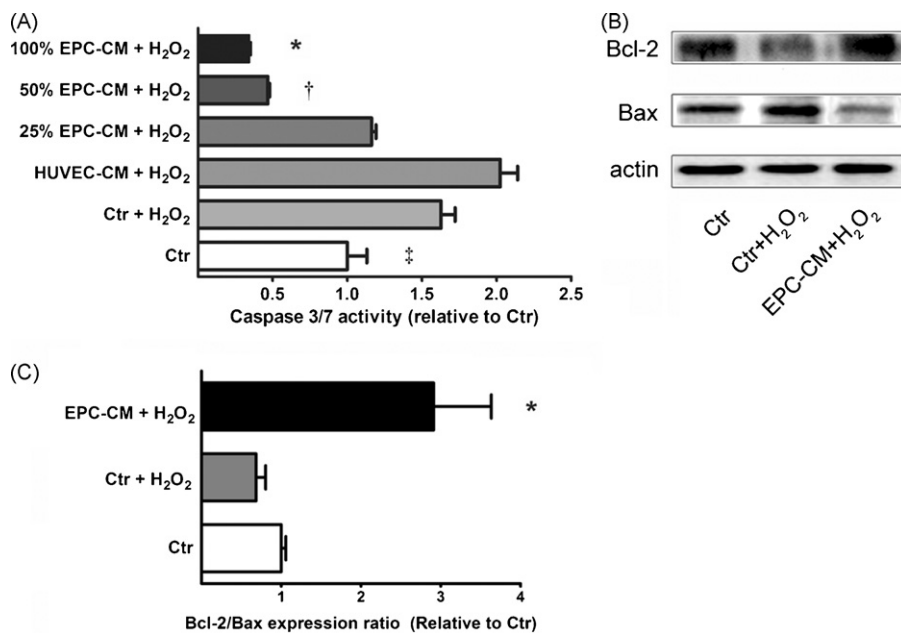 (A)
100% EPC-CM + H₂O₂
*
50% EPC-CM + H₂O₂
†
25% EPC-CM + H₂O₂
HUVEC-CM + H₂O₂
Ctr + H₂O₂
Ctr
‡
0.5 1.0 1.5 2.0 2.5
Caspase 3/7 activity (relative to Ctr)
(B)
Bcl-2
Bax
actin
Ctr
Ctr+H₂O₂
EPC-CM+H₂O₂
(C)
EPC-CM + H₂O₂
*
Ctr + H₂O₂
Ctr
1 2 3 4
Bcl-2/Bax expression ratio (Relative to Ctr)